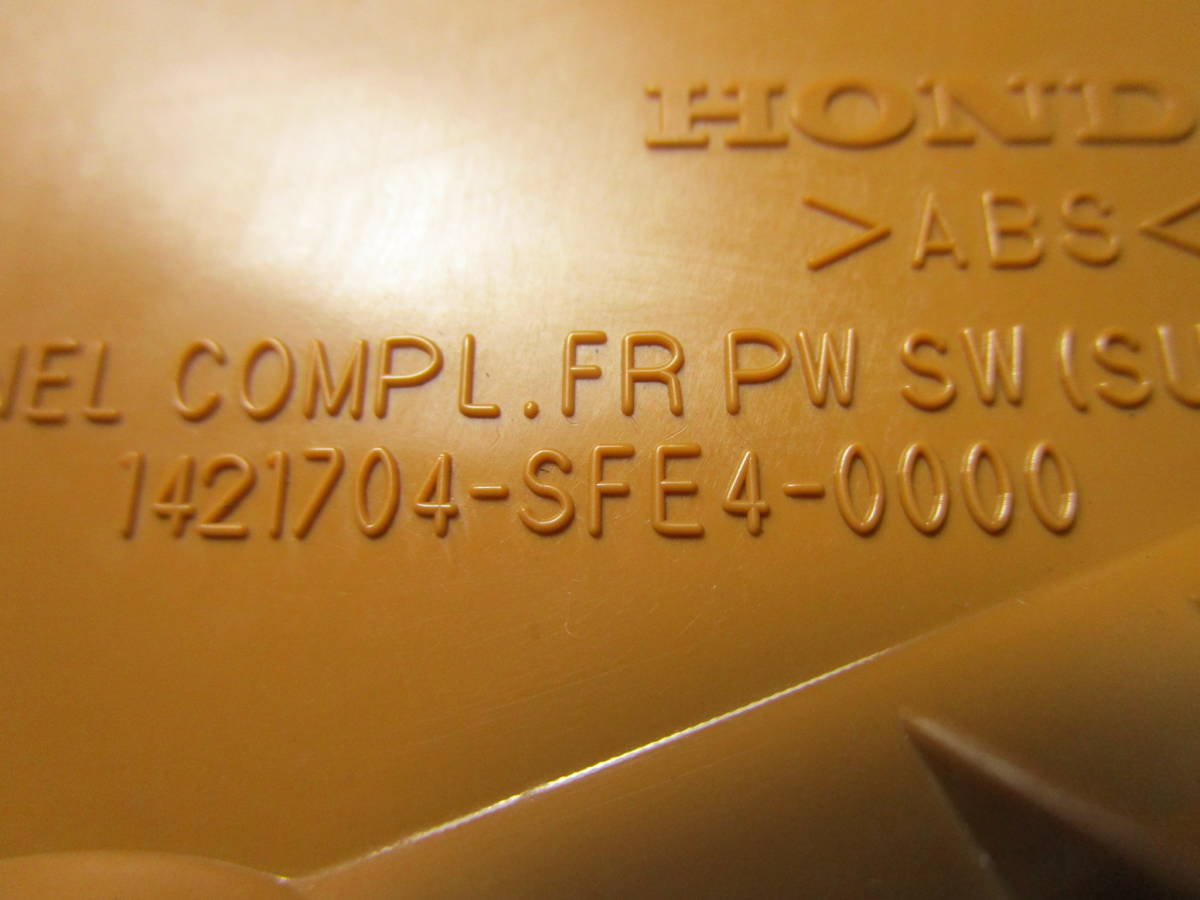 HOND
>ABS<
NEL COMPL.FR PW SW (SU
1421704-SFE4-0000